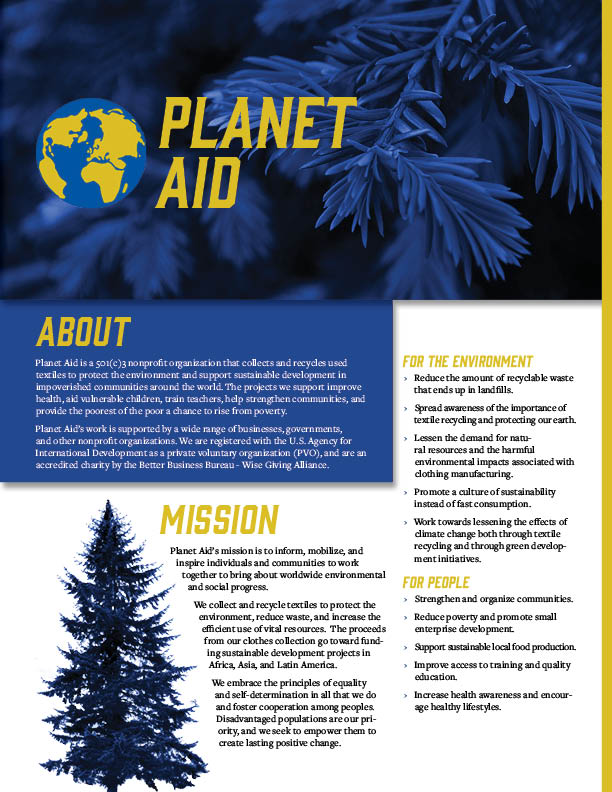 PLANET
AID
ABOUT
Planet Aid is a 501(c)3 nonprofit organization that collects and recycles used
textiles to protect the environment and support sustainable development in
impoverished communities around the world. The projects we support improve
health, aid vulnerable children, train teachers, help strengthen communities, and
provide the poorest of the poor a chance to rise from poverty.
Planet Aid's work is supported by a wide range of businesses, governments,
and other nonprofit organizations. We are registered with the U.S. Agency for
International Development as a private voluntary organization (PVO), and are an
accredited charity by the Better Business Bureau - Wise Giving Alliance.
MISSION
Planet Aid's mission is to inform, mobilize, and
inspire individuals and communities to work
together to bring about worldwide environmental
and social progress.
We collect and recycle textiles to protect the
environment, reduce waste, and increase the
efficient use of vital resources. The proceeds
from our clothes collection go toward fund-
ing sustainable development projects in
Africa, Asia, and Latin America.
We embrace the principles of equality
and self-determination in all that we do
and foster cooperation among peoples.
Disadvantaged populations are our pri-
ority, and we seek to empower them to
create lasting positive change.
FOR THE ENVIRONMENT
› Reduce the amount of recyclable waste
that ends up in landfills.
› Spread awareness of the importance of
textile recycling and protecting our earth.
› Lessen the demand for natu-
ral resources and the harmful
environmental impacts associated with
clothing manufacturing.
› Promote a culture of sustainability
instead of fast consumption.
› Work towards lessening the effects of
climate change both through textile
recycling and through green develop-
ment initiatives.
FOR PEOPLE
› Strengthen and organize communities.
› Reduce poverty and promote small
enterprise development.
› Support sustainable local food production.
› Improve access to training and quality
education.
› Increase health awareness and encour-
age healthy lifestyles.